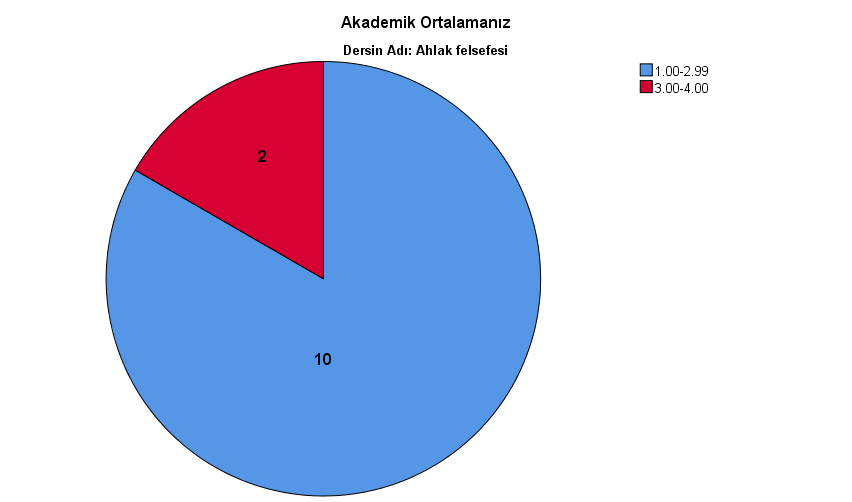 Akademik Ortalamanız
Dersin Adı: Ahlak felsefesi
1.00-2.99
3.00-4.00
2
10